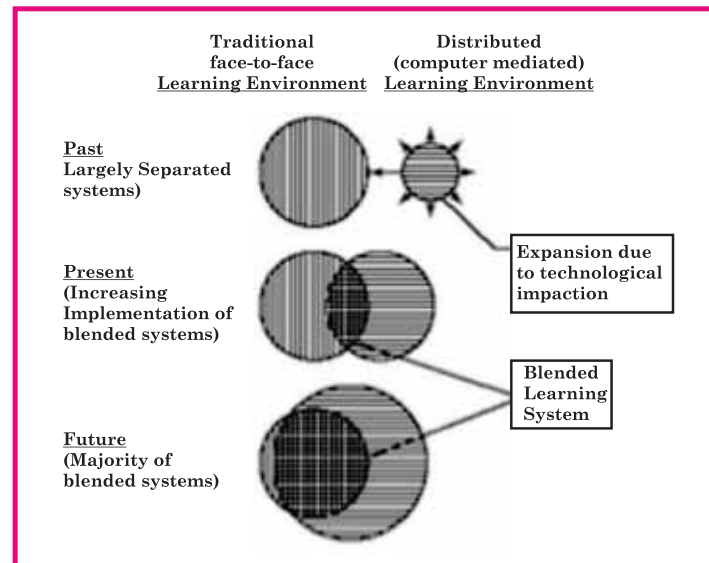 Traditional
face-to-face
Learning Environment
Distributed
(computer mediated)
Learning Environment
Past
Largely Separated
systems)
Expansion due
to technological
impaction
Present
(Increasing
Implementation of
blended systems)
Blended
Learning
System
Future
(Majority of
blended systems)